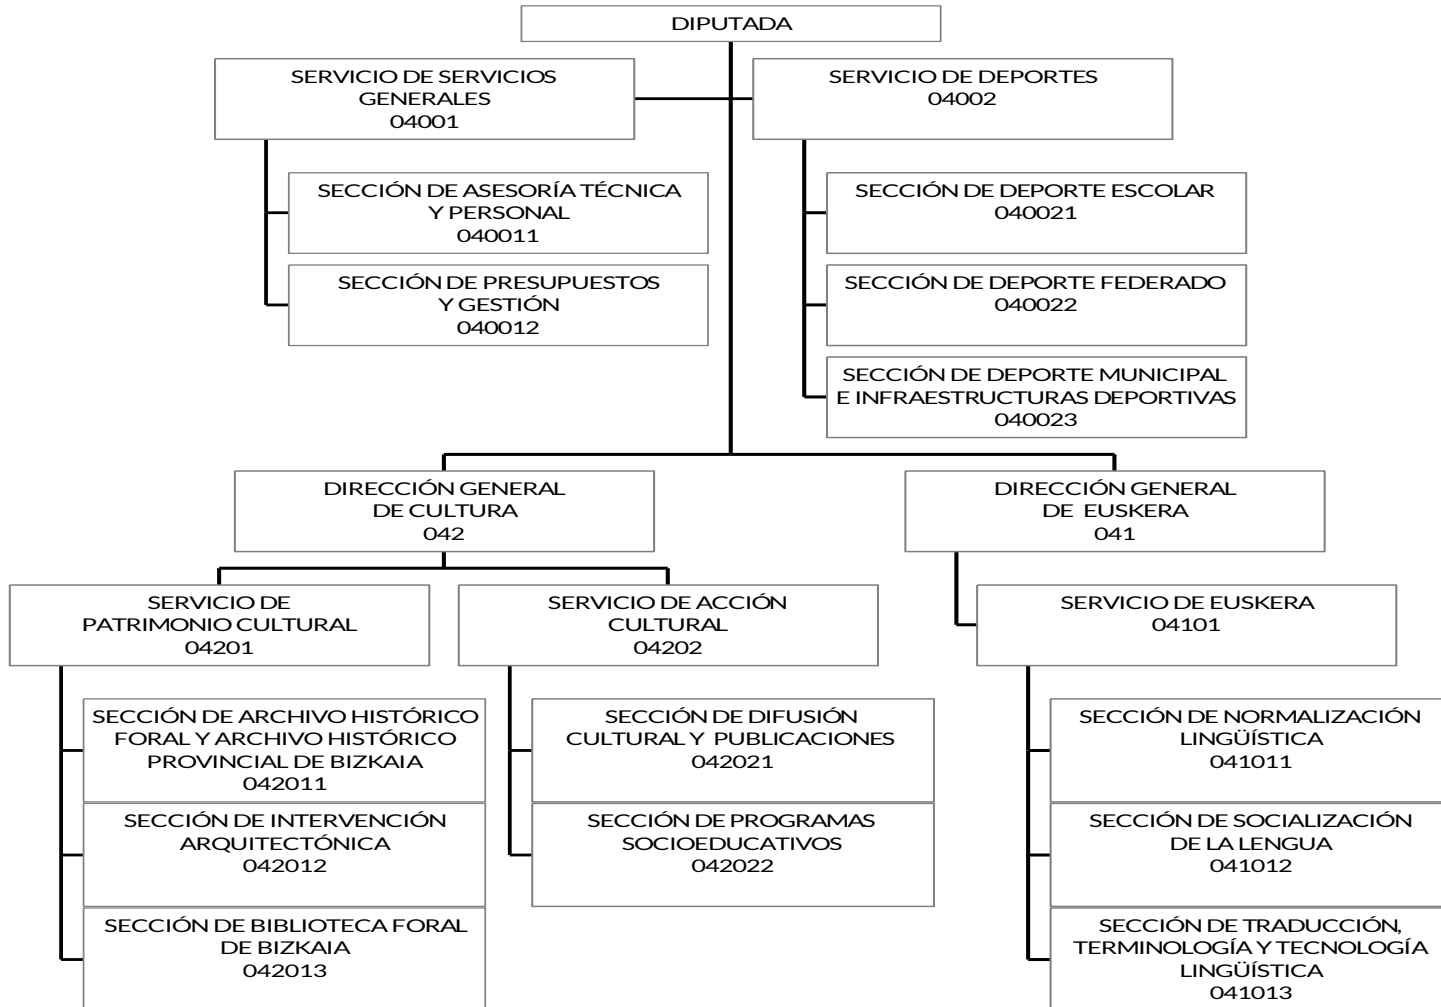 DIPUTADA
SERVICIO DE SERVICIOS
GENERALES
04001
SERVICIO DE DEPORTES
04002
SECCIÓN DE ASESORÍA TÉCNICA
Y PERSONAL
040011
SECCIÓN DE PRESUPUESTOS
Y GESTIÓN
040012
SECCIÓN DE DEPORTE ESCOLAR
040021
SECCIÓN DE DEPORTE FEDERADO
040022
SECCIÓN DE DEPORTE MUNICIPAL
E INFRAESTRUCTURAS DEPORTIVAS
040023
DIRECCIÓN GENERAL
DE CULTURA
042
DIRECCIÓN GENERAL
DE EUSKERA
041
SERVICIO DE
PATRIMONIO CULTURAL
04201
SERVICIO DE ACCIÓN
CULTURAL
04202
SERVICIO DE EUSKERA
04101
SECCIÓN DE ARCHIVO HISTÓRICO
FORAL Y ARCHIVO HISTÓRICO
PROVINCIAL DE BIZKAIA
042011
SECCIÓN DE INTERVENCIÓN
ARQUITECTÓNICA
042012
SECCIÓN DE BIBLIOTECA FORAL
DE BIZKAIA
042013
SECCIÓN DE DIFUSIÓN
CULTURAL Y PUBLICACIONES
042021
SECCIÓN DE PROGRAMAS
SOCIOEDUCATIVOS
042022
SECCIÓN DE NORMALIZACIÓN
LINGÜÍSTICA
041011
SECCIÓN DE SOCIALIZACIÓN
DE LA LENGUA
041012
SECCIÓN DE TRADUCCIÓN,
TERMINOLOGÍA Y TECNOLOGÍA
LINGÜÍSTICA
041013